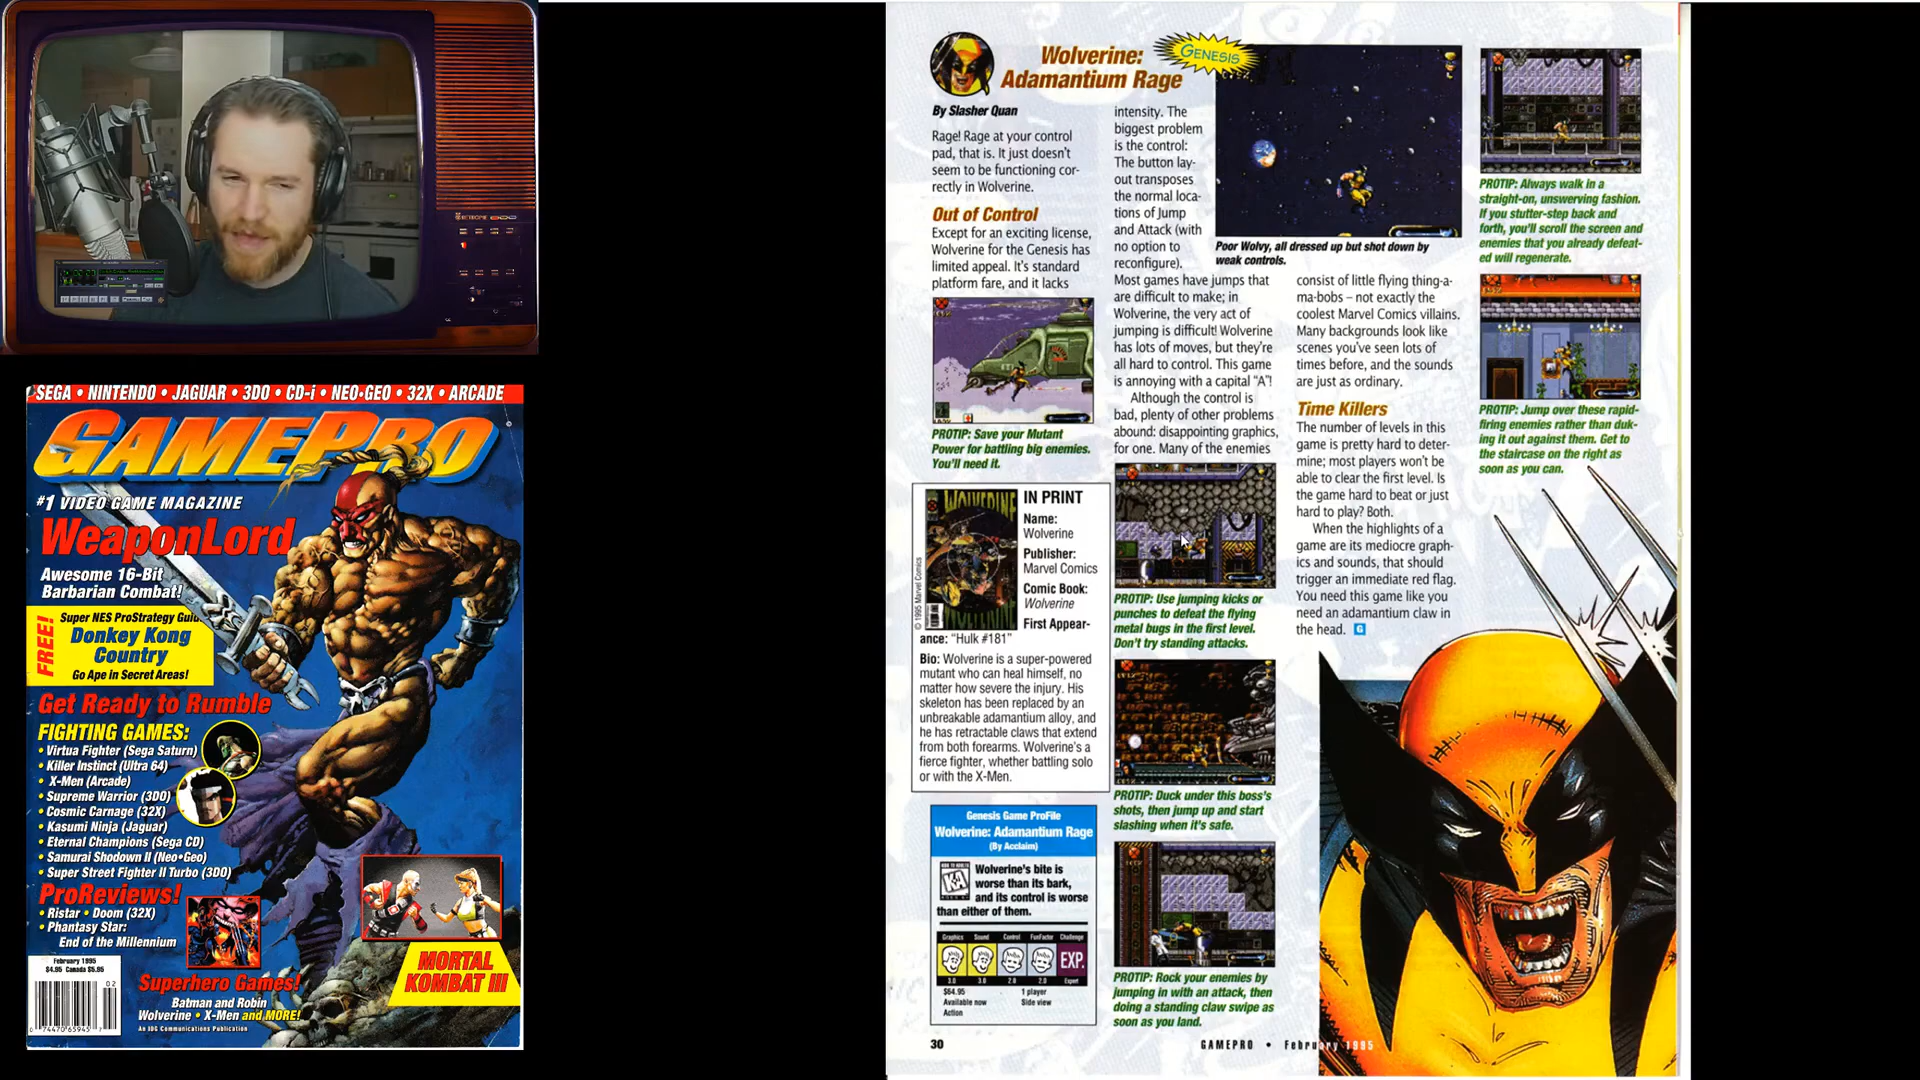 SEGA • NINTENDO • JAGUAR • 3DO • CD-i • NEO•GEO • 32X • ARCADE
GAMEPRO
#1 VIDEO GAME MAGAZINE
WeaponLord
Awesome 16-Bit
Barbarian Combat!
FREE!
Super NES ProStrategy
Donkey Kong
Country
Go Ape in Secret Areas!
Get Ready to Rumble
FIGHTING GAMES:
• Virtua Fighter (Sega Saturn)
• Killer Instinct (Ultra 64)
• X-Men (Arcade)
• Supreme Warrior (3DO)
• Cosmic Carnage (32X)
• Kasumi Ninja (Jaguar)
• Eternal Champions (Sega CD)
• Samurai Shodown II (Neo•Geo)
• Super Street Fighter II Turbo (3DO)
ProReviews!
• Ristar • Doom (32X)
• Phantasy Star:
End of the Millennium
MORTAL
KOMBAT III
February 1995
$4.95 Canada $5.95
02
Superhero Games!
Batman and Robin
Wolverine • X-Men and MORE!
An IDG Communications Publication
Wolverine:
Adamantium Rage
GENESIS
By Slasher Quan
Rage! Rage at your control
pad, that is. It just doesn't
seem to be functioning cor-
rectly in Wolverine.
Out of Control
Except for an exciting license,
Wolverine for the Genesis has
limited appeal. It's standard
platform fare, and it lacks
PROTIP: Save your Mutant
Power for battling big enemies.
You'll need it.
© 1995 Marvel Comics
WOLVERINE
IN PRINT
Name:
Wolverine
Publisher:
Marvel Comics
Comic Book:
Wolverine
First Appear-
ance: "Hulk #181"
Bio: Wolverine is a super-powered
mutant who can heal himself, no
matter how severe the injury. His
skeleton has been replaced by an
unbreakable adamantium alloy, and
he has retractable claws that extend
from both forearms. Wolverine's a
fierce fighter, whether battling solo
or with the X-Men.
Genesis Game ProFile
Wolverine: Adamantium Rage
(By Acclaim)
K-A
Wolverine's bite is
worse than its bark,
and its control is worse
than either of them.
Graphics Sound Control FunFactor Challenge
EXP.
3.0 3.0 2.0 2.0 Expert
$64.95
Available now
Action
1 player
Side view
intensity. The
biggest problem
is the control:
The button lay-
out transposes
the normal loca-
tions of Jump
and Attack (with
no option to
reconfigure).
Most games have jumps that
are difficult to make; in
Wolverine, the very act of
jumping is difficult! Wolverine
has lots of moves, but they're
all hard to control. This game
is annoying with a capital "A"!
Although the control is
bad, plenty of other problems
abound: disappointing graphics,
for one. Many of the enemies
PROTIP: Use jumping kicks or
punches to defeat the flying
metal bugs in the first level.
Don't try standing attacks.
PROTIP: Duck under this boss's
shots, then jump up and start
slashing when it's safe.
PROTIP: Rock your enemies by
jumping in with an attack, then
doing a standing claw swipe as
soon as you land.
Poor Wolvy, all dressed up but shot down by
weak controls.
consist of little flying thing-a-
ma-bobs – not exactly the
coolest Marvel Comics villains.
Many backgrounds look like
scenes you've seen lots of
times before, and the sounds
are just as ordinary.
Time Killers
The number of levels in this
game is pretty hard to deter-
mine; most players won't be
able to clear the first level. Is
the game hard to beat or just
hard to play? Both.
When the highlights of a
game are its mediocre graph-
ics and sounds, that should
trigger an immediate red flag.
You need this game like you
need an adamantium claw in
the head. G
PROTIP: Always walk in a
straight-on, unswerving fashion.
If you stutter-step back and
forth, you'll scroll the screen and
enemies that you already defeat-
ed will regenerate.
PROTIP: Jump over these rapid-
firing enemies rather than duk-
ing it out against them. Get to
the staircase on the right as
soon as you can.
30
GAMEPRO • February 1995